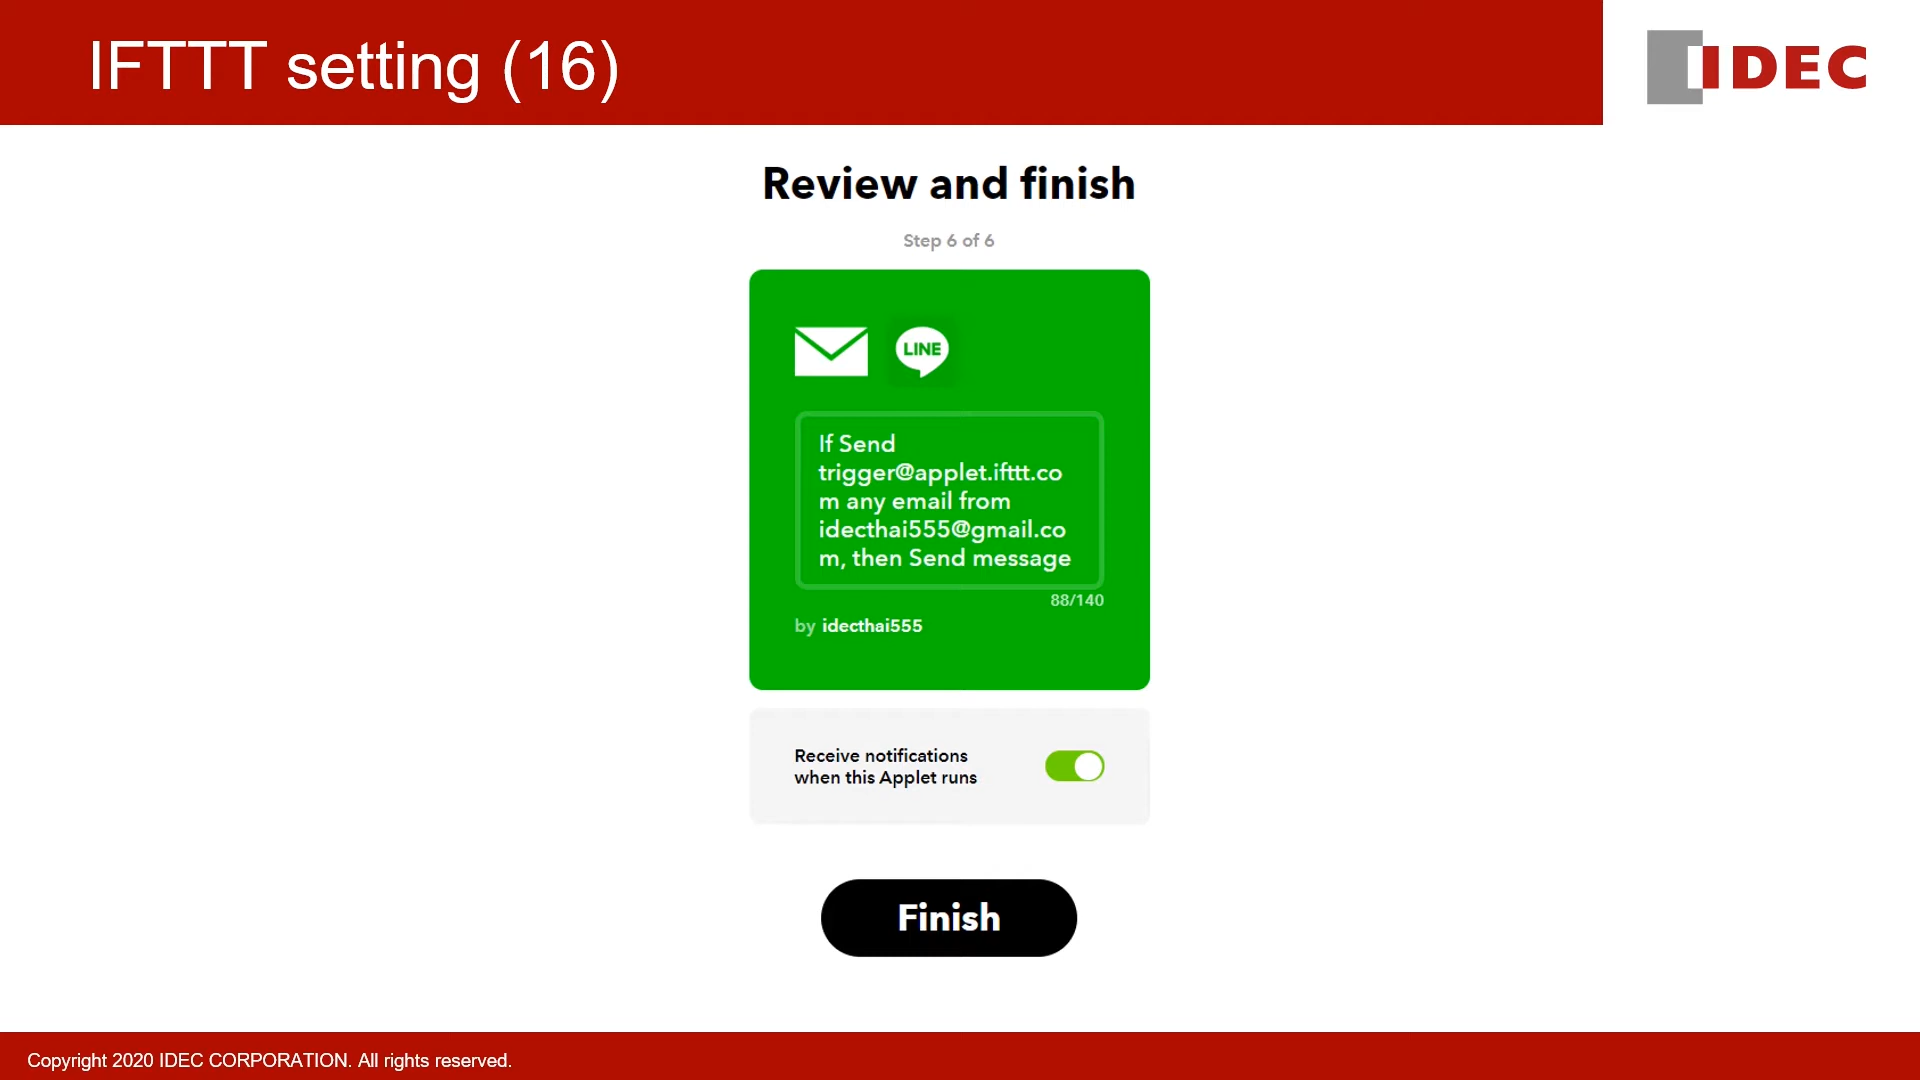 IFTTT setting (16)
IDEC
Review and finish
Step 6 of 6
LINE
If Send
trigger@applet.ifttt.co
m any email from
idecthai555@gmail.co
m, then Send message
88/140
by idecthai555
Receive notifications
when this Applet runs
Finish
Copyright 2020 IDEC CORPORATION. All rights reserved.